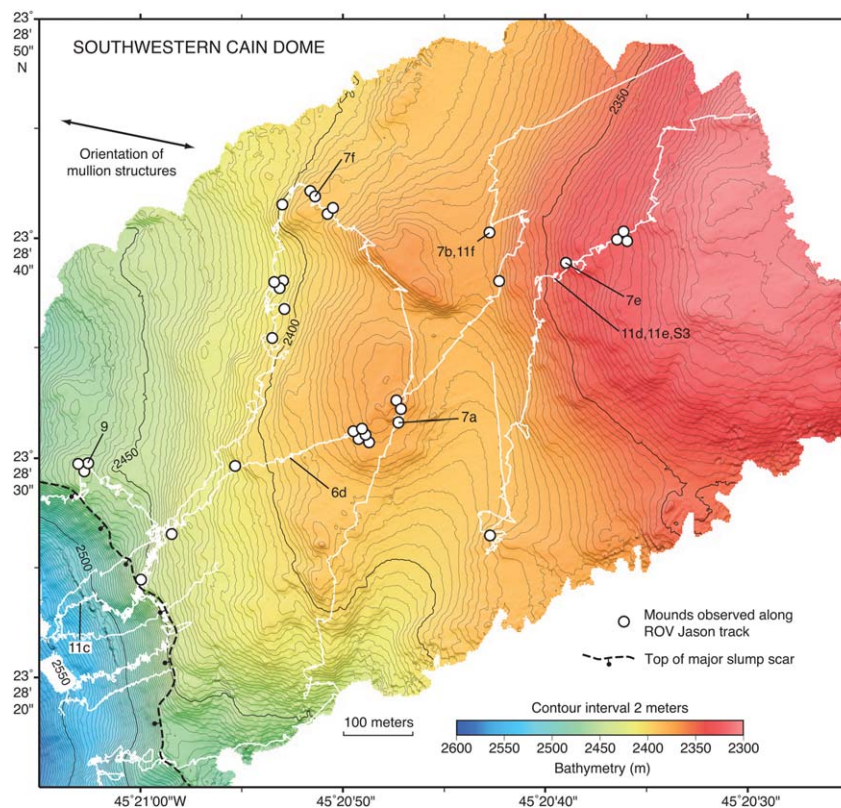 23°
28'
50"
N
SOUTHWESTERN CAIN DOME
Orientation of
mullion structures
7f
2350
23°
28'
40"
7b,11f
7e
11d,11e,S3
2400
7a
9
2450
23°
28'
30"
6d
2500
11c
2550
Mounds observed along
ROV Jason track
Top of major slump scar
23°
28'
20"
100 meters
Contour interval 2 meters
2600 2550 2500 2450 2400 2350 2300
Bathymetry (m)
45°21'00"W 45°20'50" 45°20'40" 45°20'30"